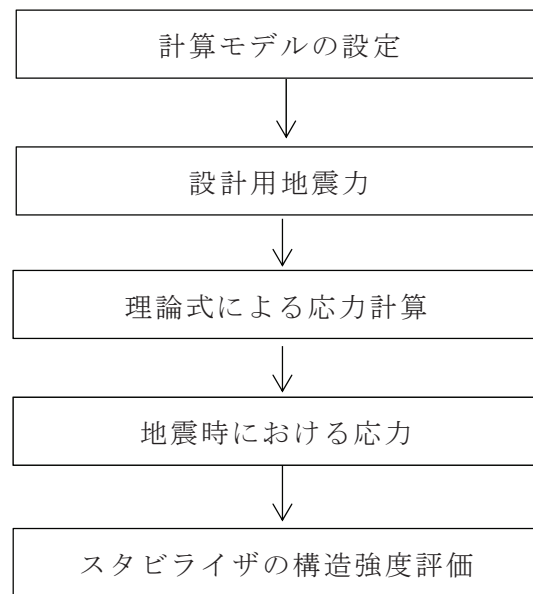 計算モデルの設定
設計用地震力
理論式による応力計算
地震時における応力
スタビライザの構造強度評価